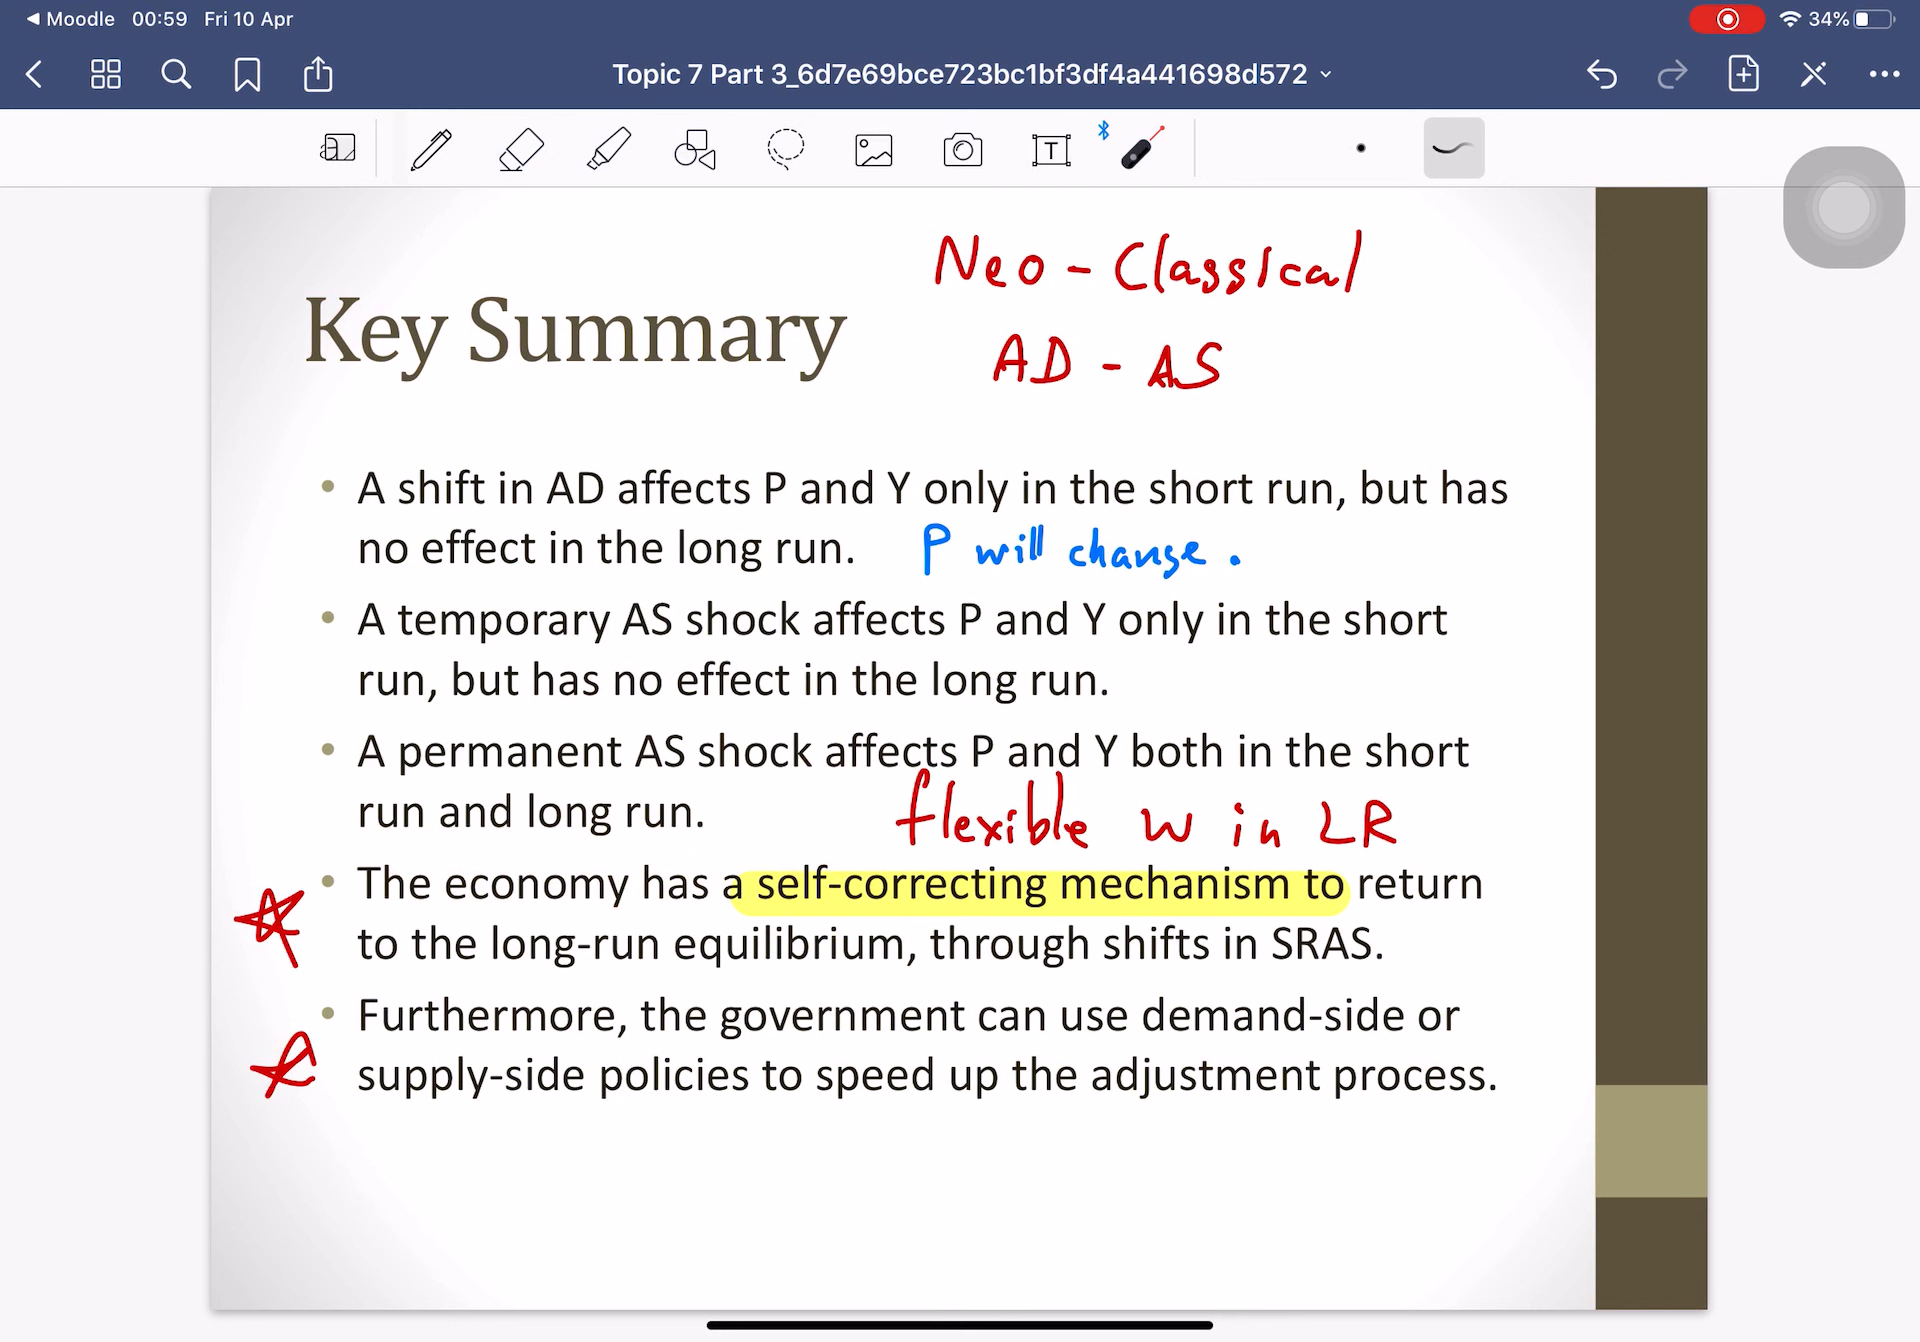 Moodle 00:59 Fri 10 Apr
34%
Topic 7 Part 3_6d7e69bce723bc1bf3df4a441698d572
Neo - Classical
Key Summary
AD - AS
• A shift in AD affects P and Y only in the short run, but has
no effect in the long run. P will change.
• A temporary AS shock affects P and Y only in the short
run, but has no effect in the long run.
• A permanent AS shock affects P and Y both in the short
run and long run. flexible W in LR
• The economy has a self-correcting mechanism to return
to the long-run equilibrium, through shifts in SRAS.
• Furthermore, the government can use demand-side or
supply-side policies to speed up the adjustment process.